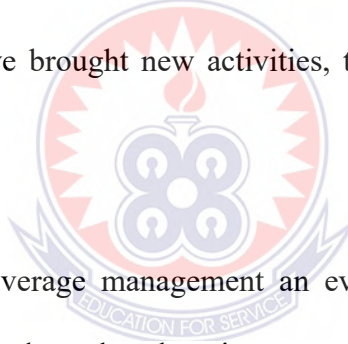 ve brought new activities, t
verage management an ev
EDUCATION FOR SERVICE